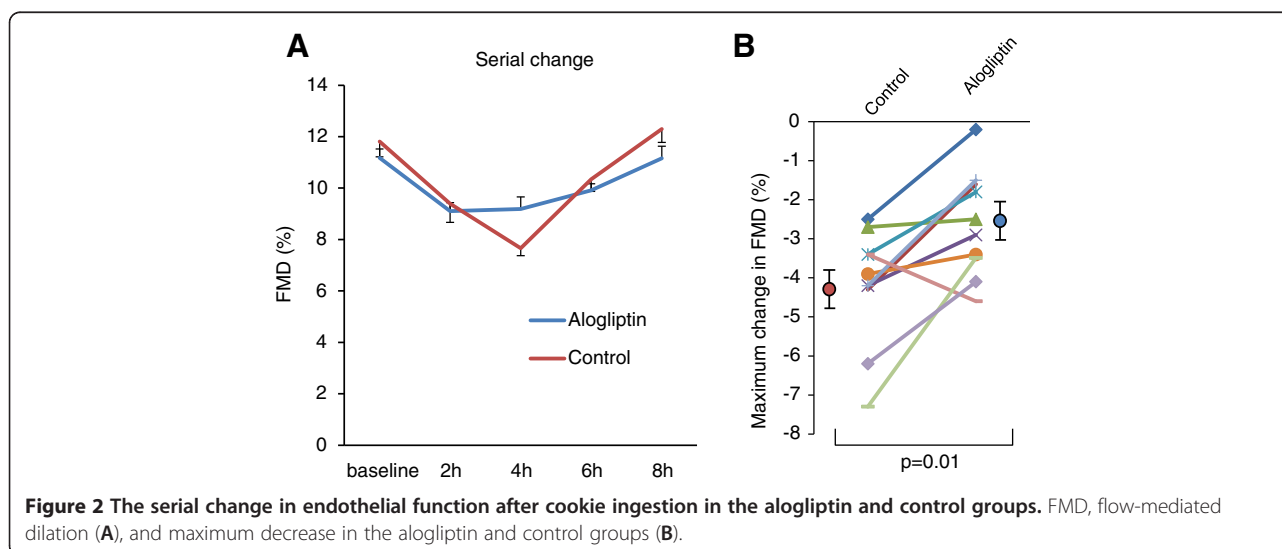 A
Serial change
14
12
10
8
6
4
2
0
FMD (%)
Alogliptin
Control
baseline 2h 4h 6h 8h
B
Control
Alogliptin
0
-1
-2
-3
-4
-5
-6
-7
-8
Maximum change in FMD (%)
p=0.01
Figure 2 The serial change in endothelial function after cookie ingestion in the alogliptin and control groups. FMD, flow-mediated
dilation (A), and maximum decrease in the alogliptin and control groups (B).